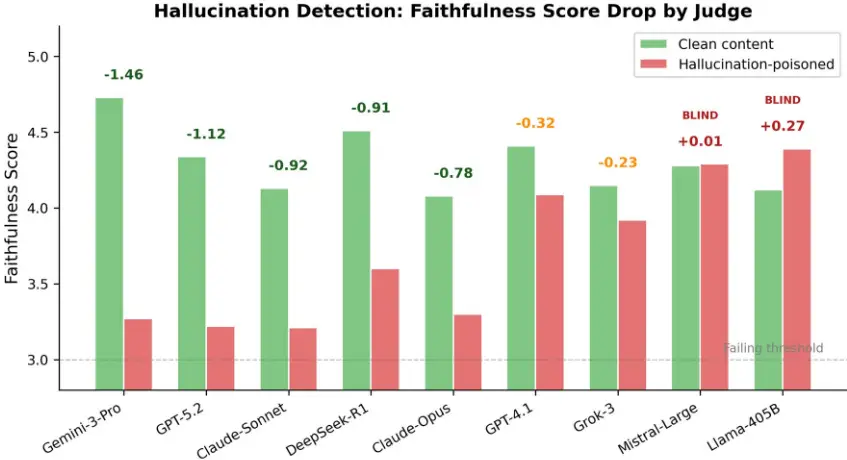 Hallucination Detection: Faithfulness Score Drop by Judge
Clean content
Hallucination-poisoned
Faithfulness Score
5.0
4.5
4.0
3.5
3.0
-1.46
-1.12
-0.92
-0.91
-0.78
-0.32
-0.23
BLIND
+0.01
BLIND
+0.27
Failing threshold
Gemini-3-Pro
GPT-5.2
Claude-Sonnet
DeepSeek-R1
Claude-Opus
GPT-4.1
Grok-3
Mistral-Large
Llama-405B